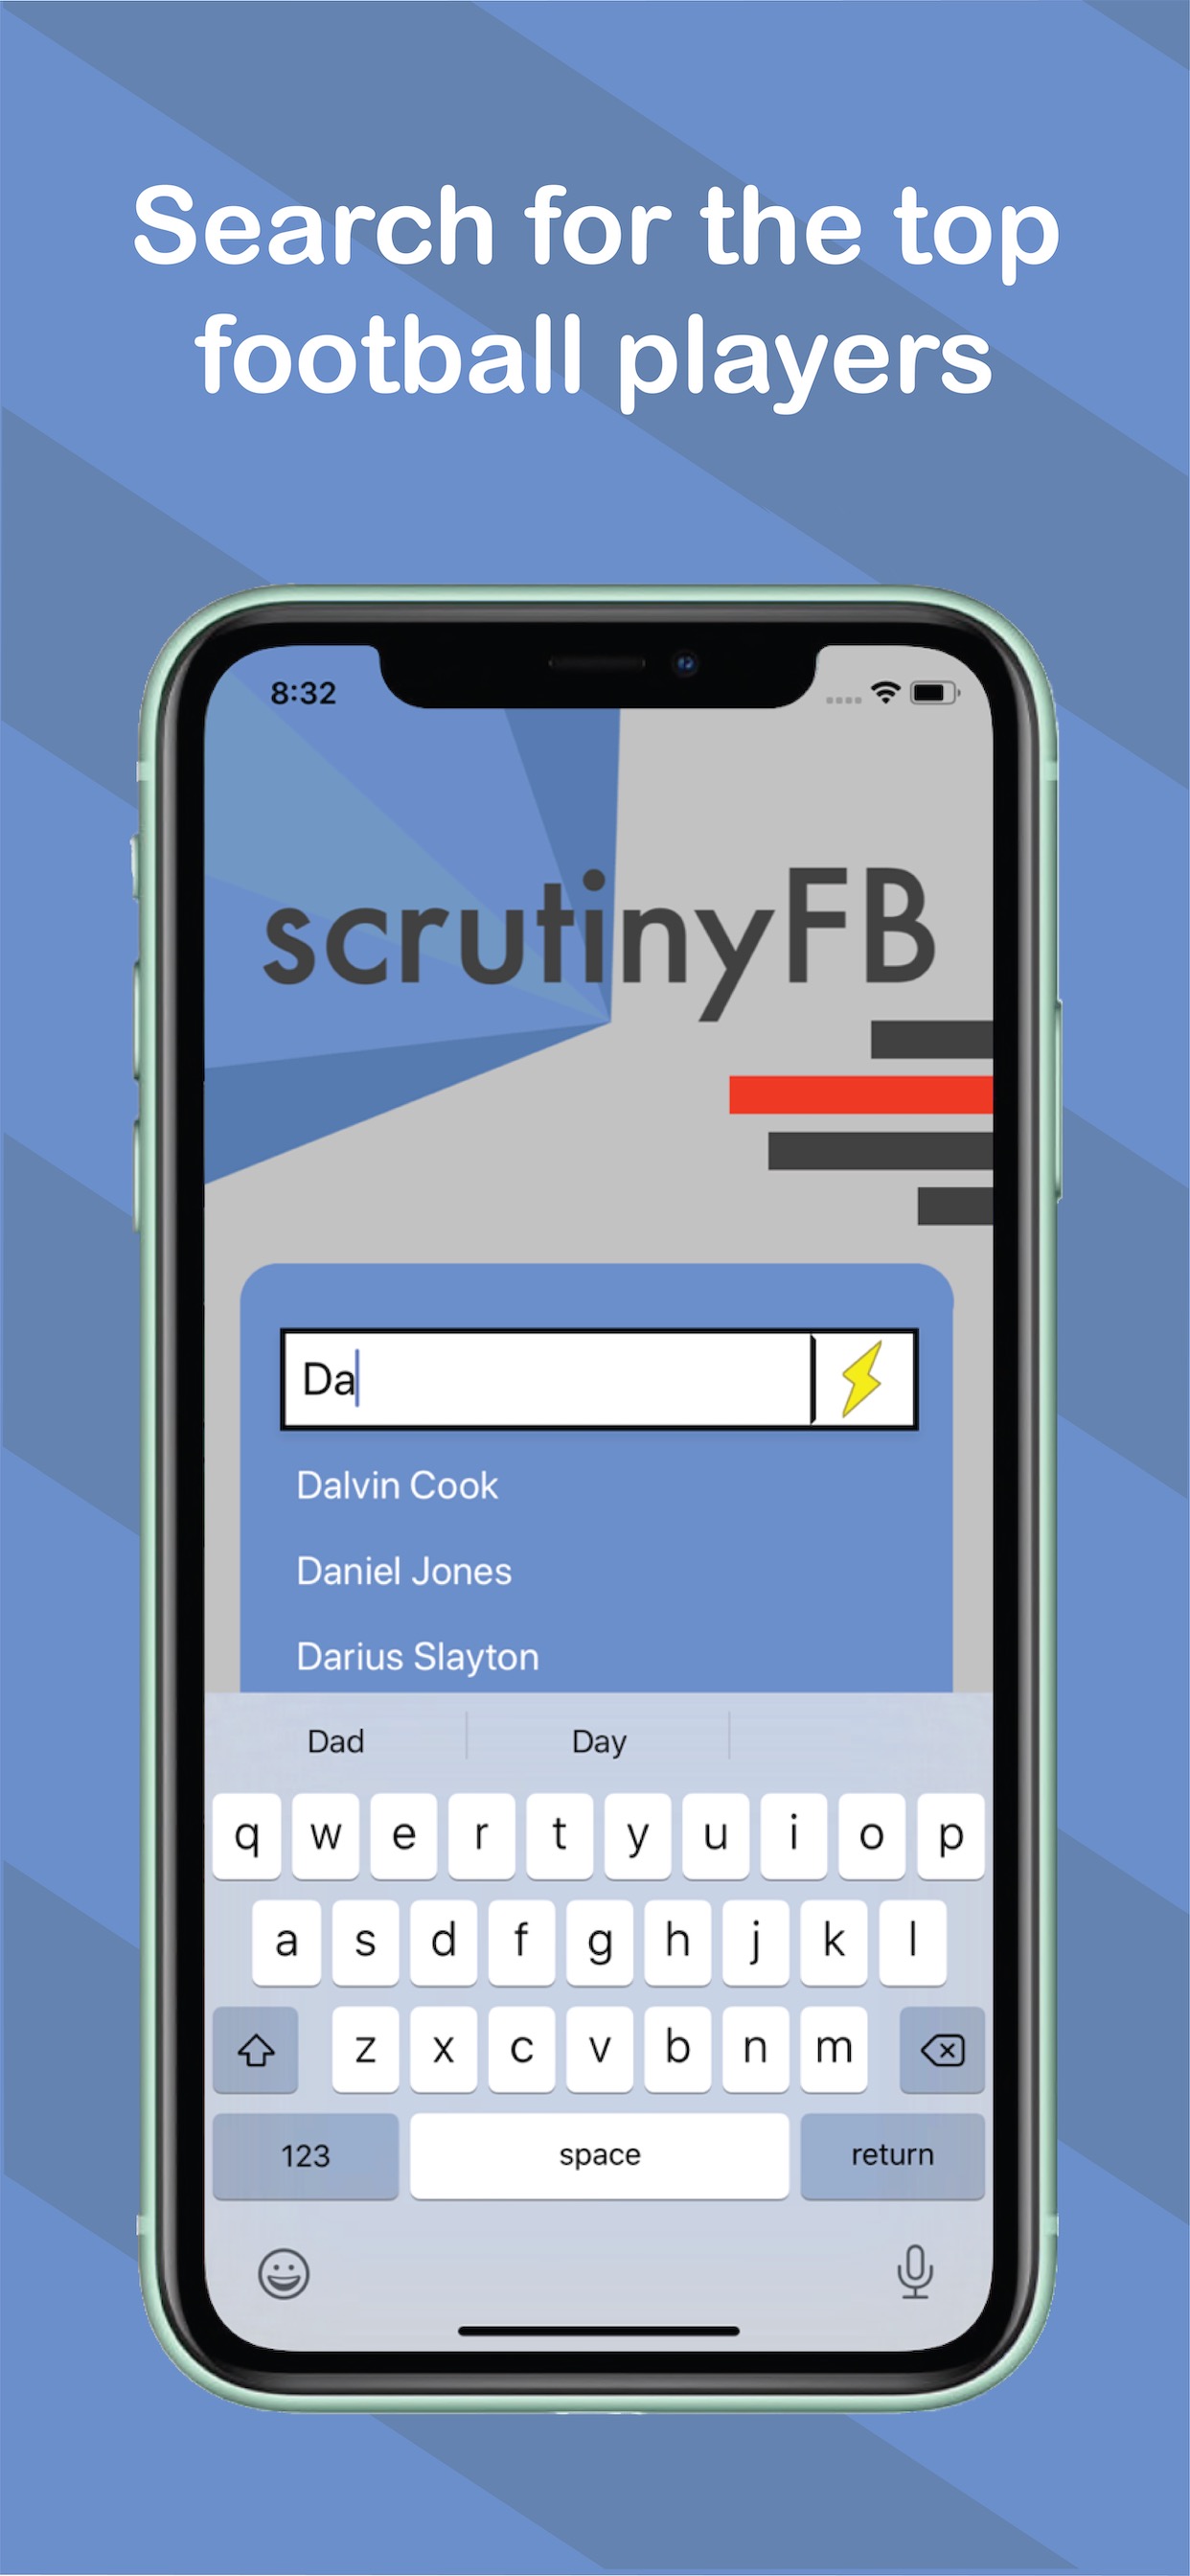 Search for the top
football players
8:32
scrutinyFB
Da
Dalvin Cook
Daniel Jones
Darius Slayton
Dad Day
q w e r t y u i o p
a s d f g h j k l
z x c v b n m
123 space return